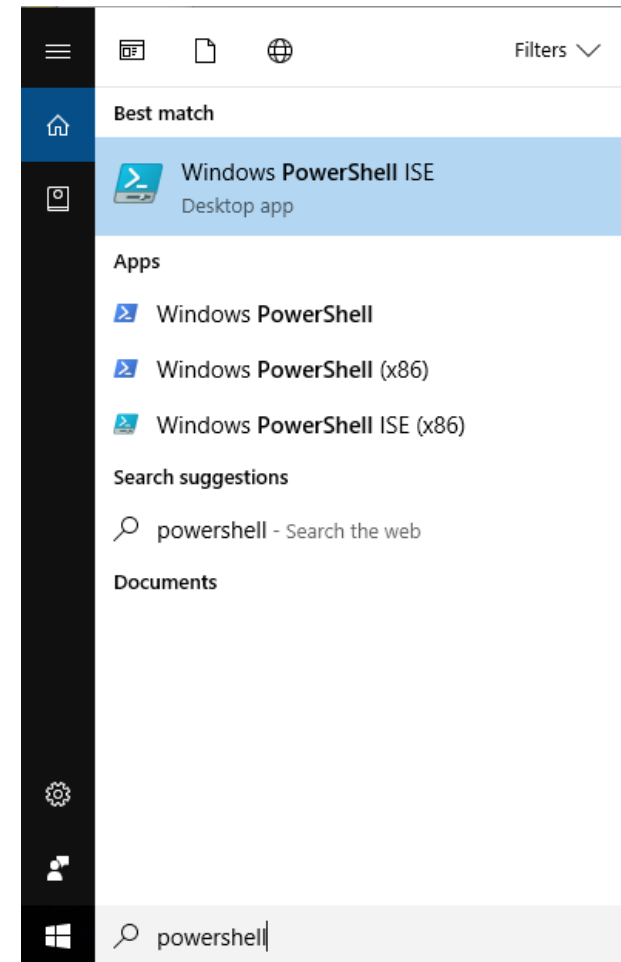 Filters
Best match
Windows PowerShell ISE
Desktop app
Apps
Windows PowerShell
Windows PowerShell (x86)
Windows PowerShell ISE (x86)
Search suggestions
powershell - Search the web
Documents
powershell